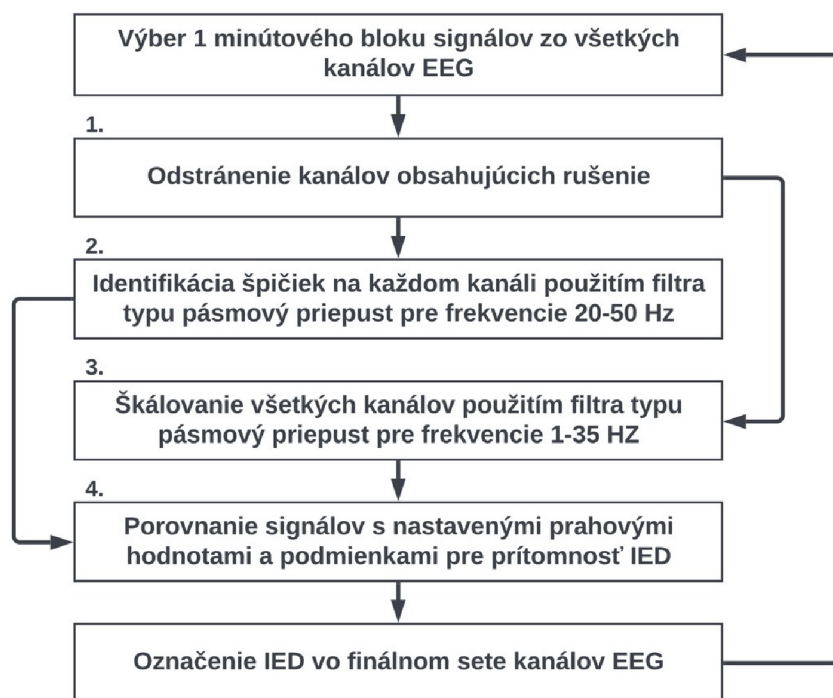 Výber 1 minútového bloku signálov zo všetkých
kanálov EEG
1.
Odstránenie kanálov obsahujúcich rušenie
2.
Identifikácia špičiek na každom kanáli použitím filtra
typu pásmový priepust pre frekvencie 20-50 Hz
3.
Škálovanie všetkých kanálov použitím filtra typu
pásmový priepust pre frekvencie 1-35 HZ
4.
Porovnanie signálov s nastavenými prahovými
hodnotami a podmienkami pre prítomnosť IED
Označenie IED vo finálnom sete kanálov EEG